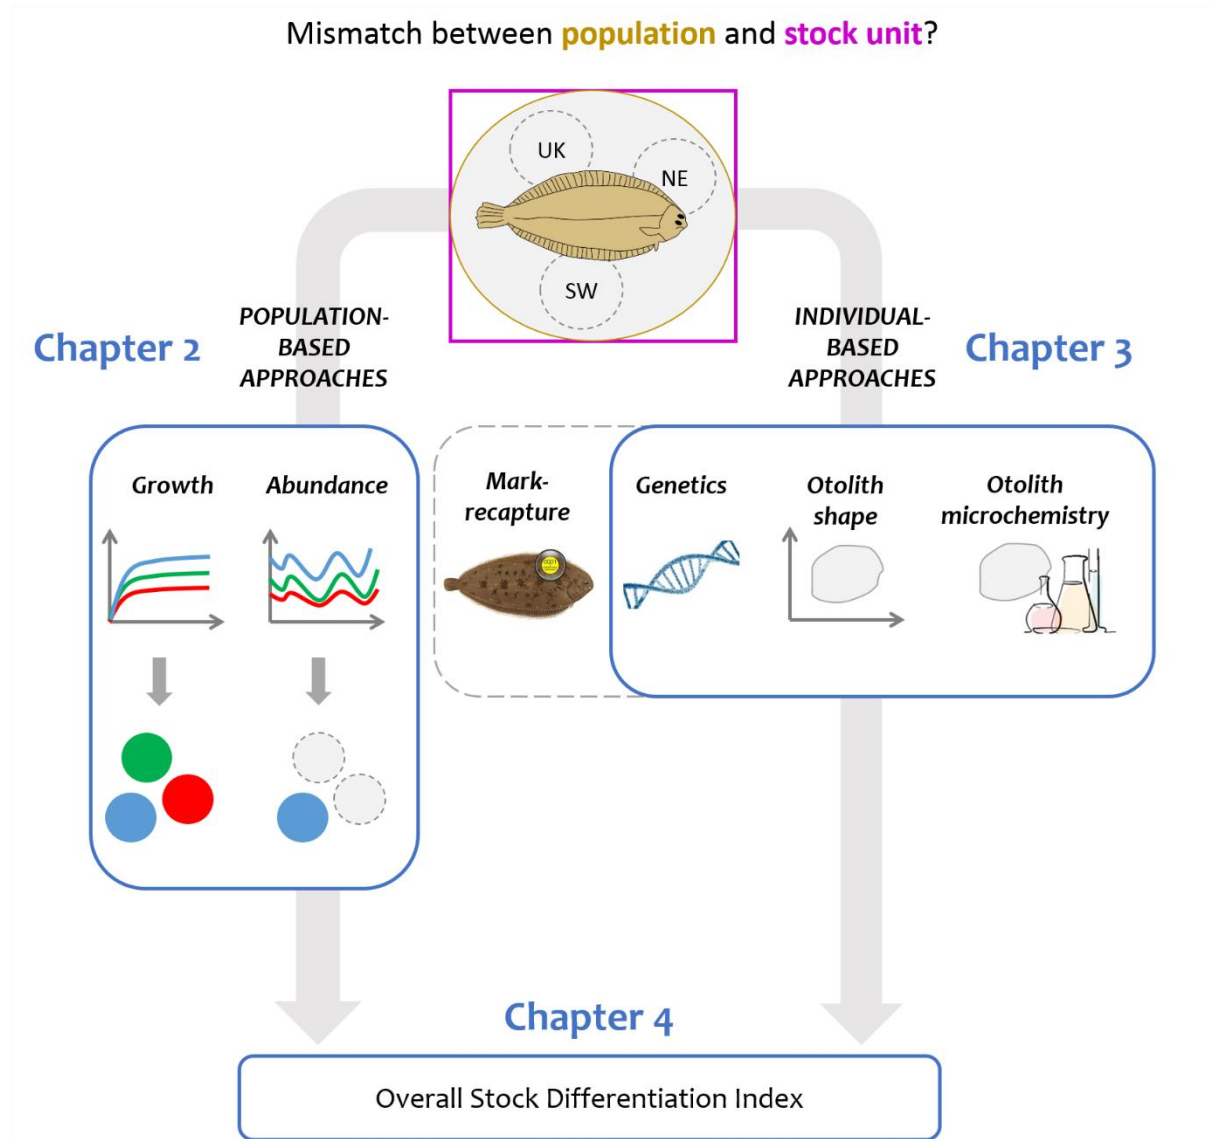 Mismatch between population and stock unit?
UK
NE
SW
Chapter 2
POPULATION-
BASED
APPROACHES
INDIVIDUAL-
BASED
APPROACHES
Chapter 3
Growth
Abundance
Mark-
recapture
Genetics
Otolith
shape
Otolith
microchemistry
Chapter 4
Overall Stock Differentiation Index